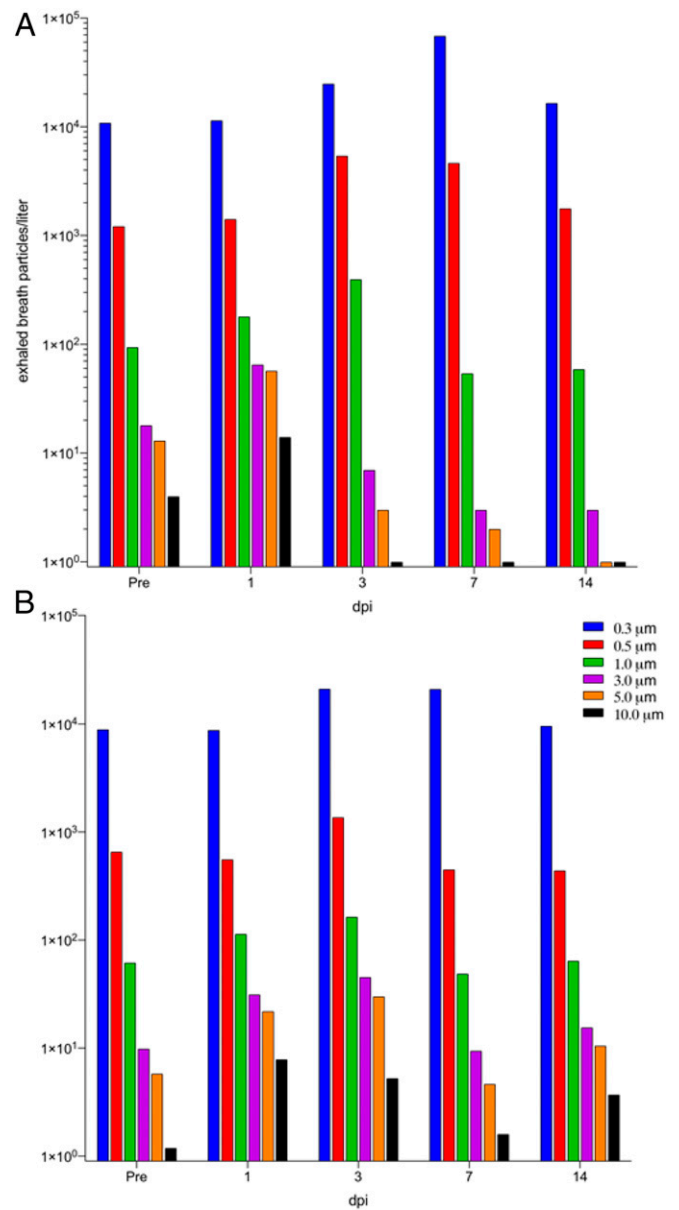 A
1×10⁵
1×10⁴
1×10³
1×10²
1×10¹
1×10⁰
exhaled breath particles/liter
Pre 1 3 7 14
dpi
B
1×10⁵
1×10⁴
1×10³
1×10²
1×10¹
1×10⁰
0.3 μm
0.5 μm
1.0 μm
3.0 μm
5.0 μm
10.0 μm
Pre 1 3 7 14
dpi